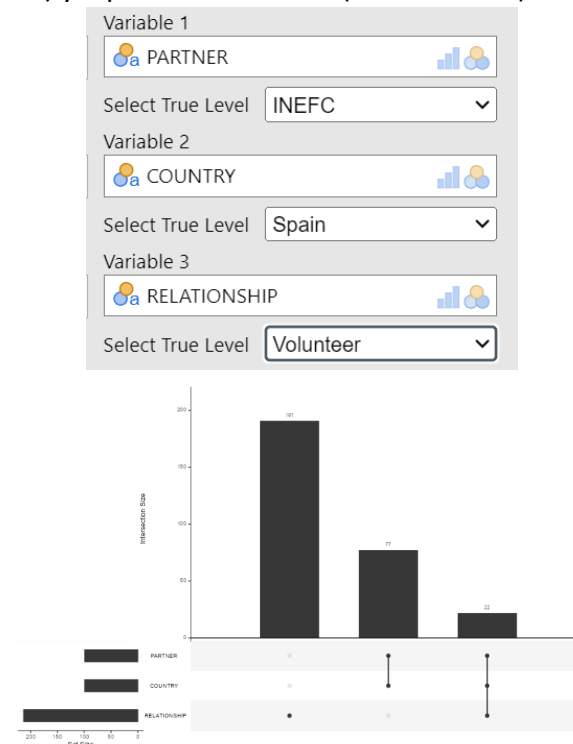 Variable 1
a PARTNER
Select True Level INEFC
Variable 2
a COUNTRY
Select True Level Spain
Variable 3
a RELATIONSHIP
Select True Level Volunteer
200
191
150
Intersection Size
100
77
50
22
0
PARTNER
COUNTRY
RELATIONSHIP
200 150 100 50 0
Set Size